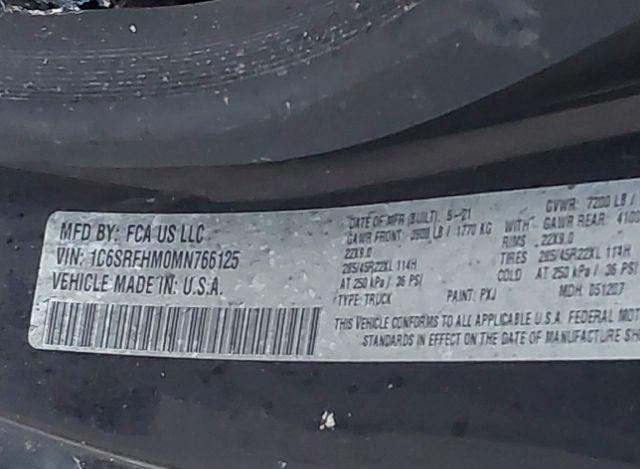 MFD BY: FCA US LLC
VIN: 1C6SRFHM0MN766125
VEHICLE MADE IN: U.S.A.
DATE OF MFR (BUILT): 5-21 GVWR: 7200 LB /
GAWR FRONT: 3900 LB / 1770 KG WITH GAWR REAR: 410
22X9.0 RIMS 22X9.0
285/45R22XL 114H TIRES 285/45R22XL 114H
AT 250 kPa / 36 PSI COLD AT 250 kPa / 36 PSI
TYPE: TRUCK PAINT: PXJ MDH: 051207
THIS VEHICLE CONFORMS TO ALL APPLICABLE U.S.A. FEDERAL MOT
STANDARDS IN EFFECT ON THE DATE OF MANUFACTURE SH